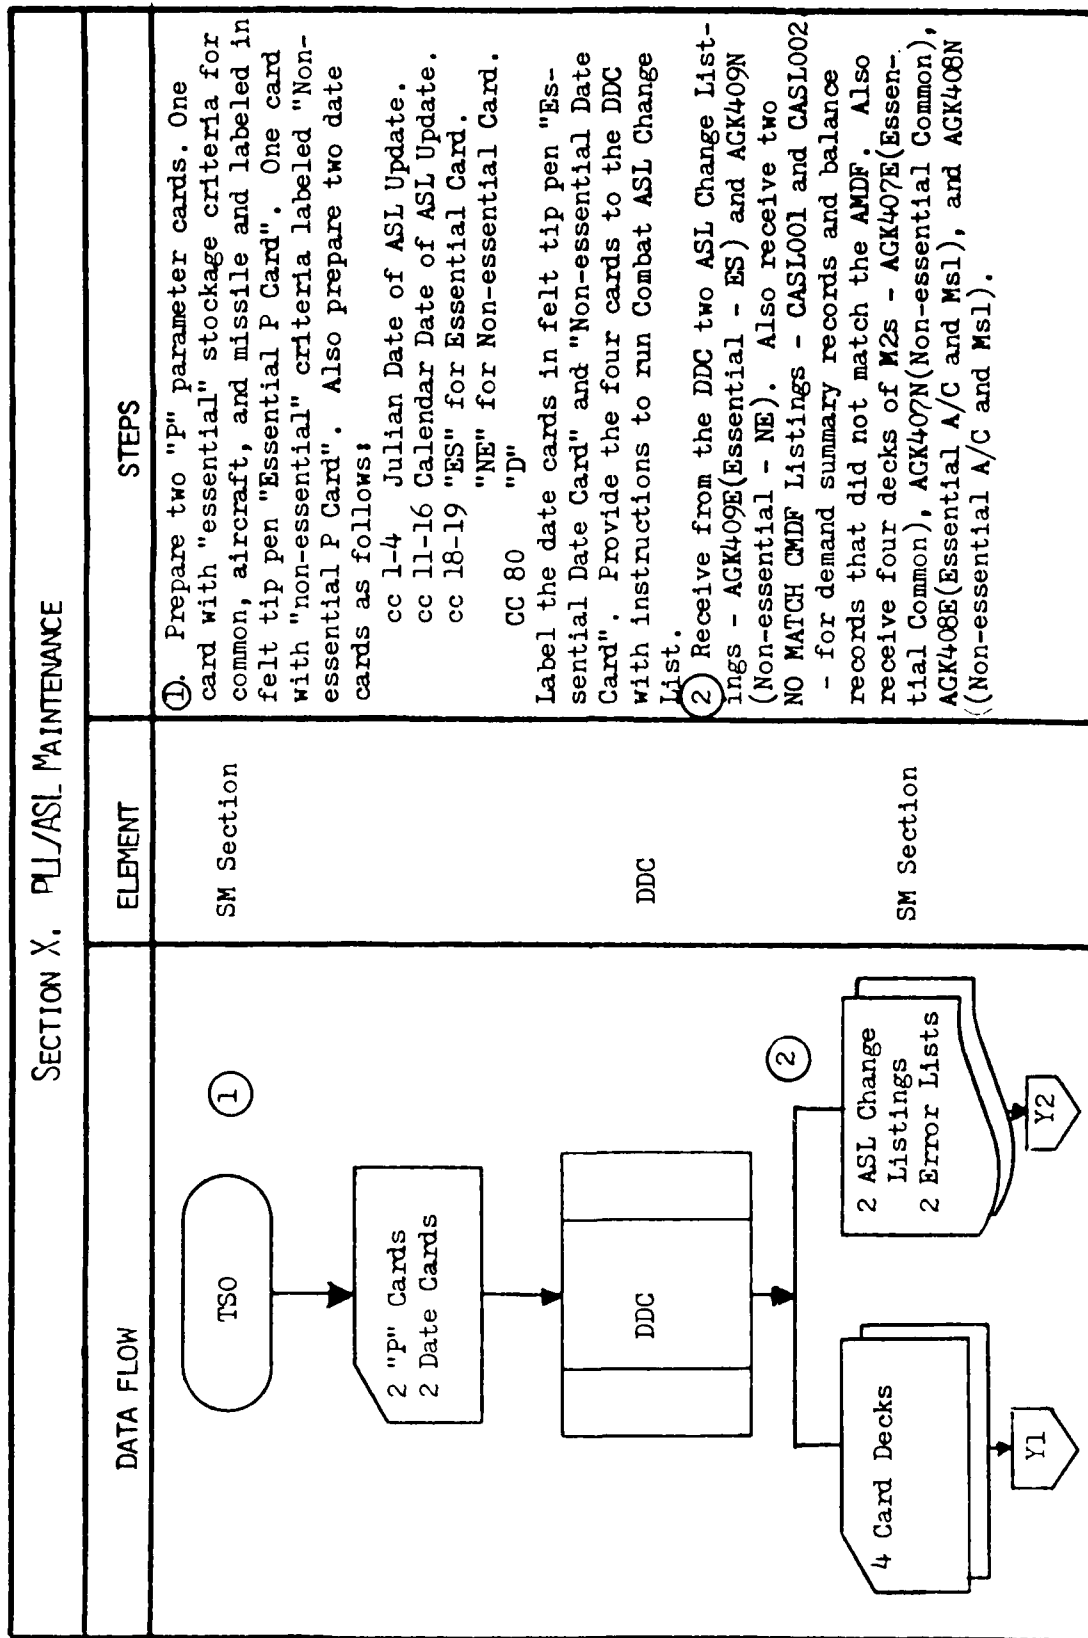 SECTION X. PLL/ASL MAINTENANCE
DATA FLOW
ELEMENT
STEPS
TSO
1
2 "P" Cards
2 Date Cards
DDC
2
4 Card Decks
2 ASL Change
Listings
2 Error Lists
Y1
Y2
SM Section
DDC
SM Section
1. Prepare two "P" parameter cards. One
card with "essential" stockage criteria for
common, aircraft, and missile and labeled in
felt tip pen "Essential P Card". One card
with "non-essential" criteria labeled "Non-
essential P Card". Also prepare two date
cards as follows:
cc 1-4 Julian Date of ASL Update.
cc 11-16 Calendar Date of ASL Update.
cc 18-19 "ES" for Essential Card.
"NE" for Non-essential Card.
CC 80 "D"
Label the date cards in felt tip pen "Es-
sential Date Card" and "Non-essential Date
Card". Provide the four cards to the DDC
with instructions to run Combat ASL Change
List.
2 Receive from the DDC two ASL Change List-
ings - AGK409E(Essential - ES) and AGK409N
(Non-essential - NE). Also receive two
NO MATCH CMDF Listings - CASL001 and CASL002
- for demand summary records and balance
records that did not match the AMDF. Also
receive four decks of M2s - AGK407E(Essen-
tial Common), AGK407N(Non-essential Common),
AGK408E(Essential A/C and Msl), and AGK408N
(Non-essential A/C and Msl).